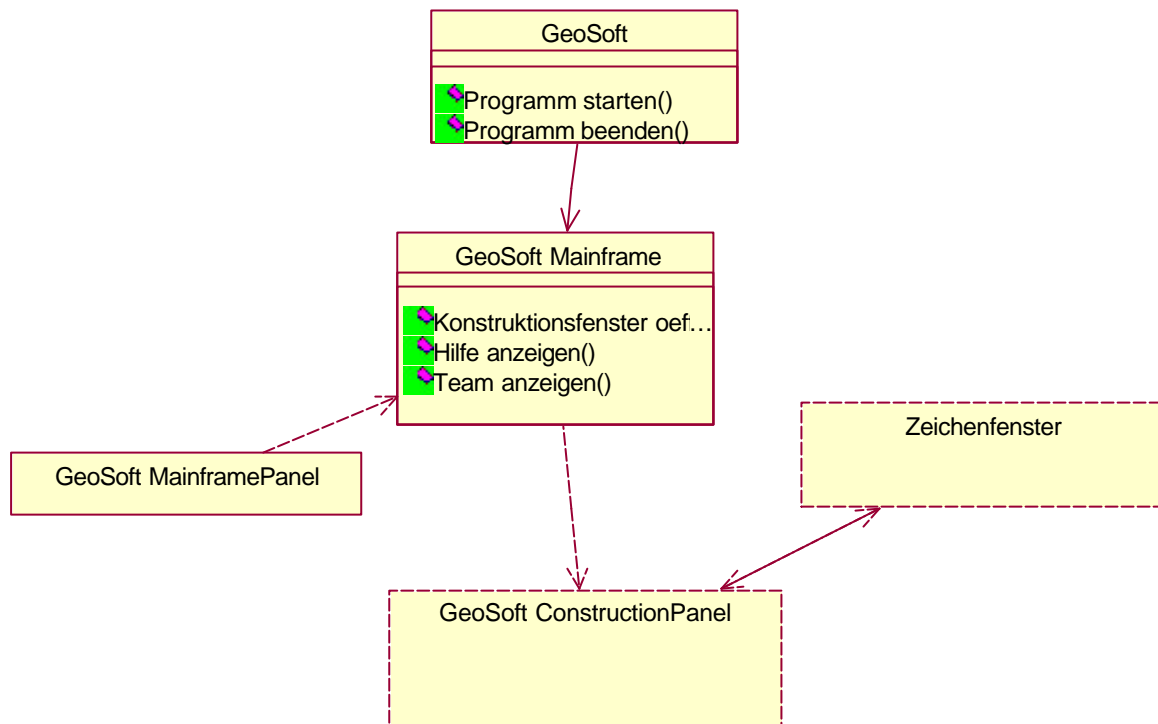 GeoSoft
Programm starten()
Programm beenden()
GeoSoft Mainframe
Konstruktionsfenster oef…
Hilfe anzeigen()
Team anzeigen()
Zeichenfenster
GeoSoft MainframePanel
GeoSoft ConstructionPanel